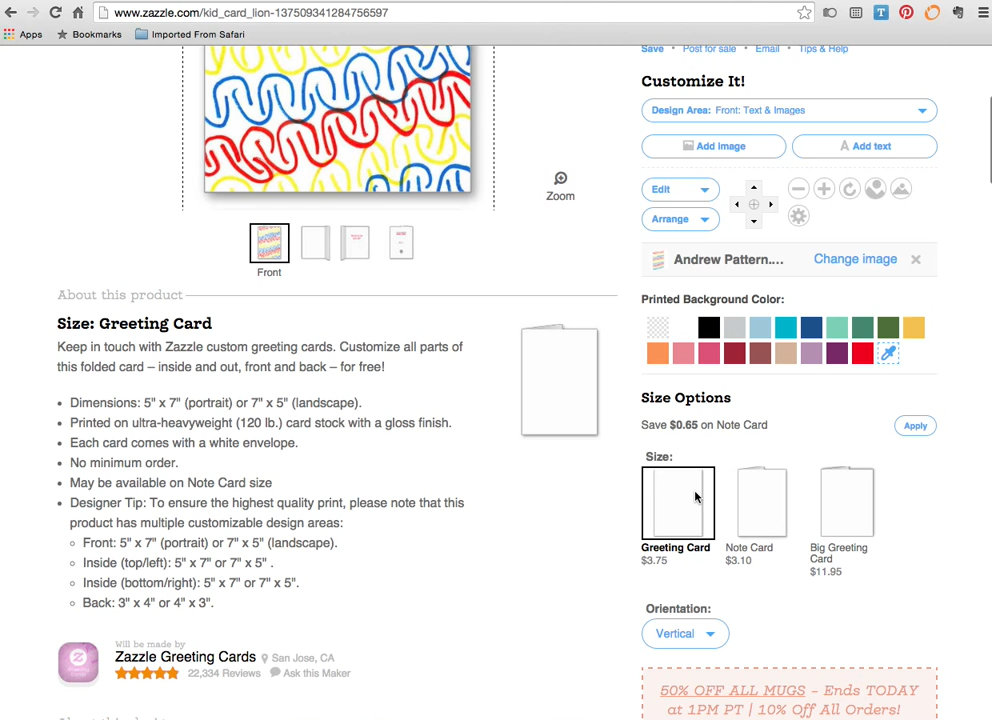 www.zazzle.com/kid_card_lion-137509341284756597
Apps Bookmarks Imported From Safari
Save • Post for sale • Email • Tips & Help
Customize It!
Design Area: Front: Text & Images
Add Image A Add text
Zoom
Edit
Arrange
Front
Andrew Pattern.... Change image
About this product
Size: Greeting Card
Keep in touch with Zazzle custom greeting cards. Customize all parts of
this folded card – inside and out, front and back – for free!
• Dimensions: 5" x 7" (portrait) or 7" x 5" (landscape).
• Printed on ultra-heavyweight (120 lb.) card stock with a gloss finish.
• Each card comes with a white envelope.
• No minimum order.
• May be available on Note Card size
• Designer Tip: To ensure the highest quality print, please note that this
product has multiple customizable design areas:
Front: 5" x 7" (portrait) or 7" x 5" (landscape).
Inside (top/left): 5" x 7" or 7" x 5" .
Inside (bottom/right): 5" x 7" or 7" x 5".
Back: 3" x 4" or 4" x 3".
Will be made by
Zazzle Greeting Cards San Jose, CA
22,334 Reviews Ask this Maker
Printed Background Color:
Size Options
Save $0.65 on Note Card Apply
Size:
Greeting Card
$3.75
Note Card
$3.10
Big Greeting
Card
$11.95
Orientation:
Vertical
50% OFF ALL MUGS – Ends TODAY
at 1PM PT | 10% Off All Orders!